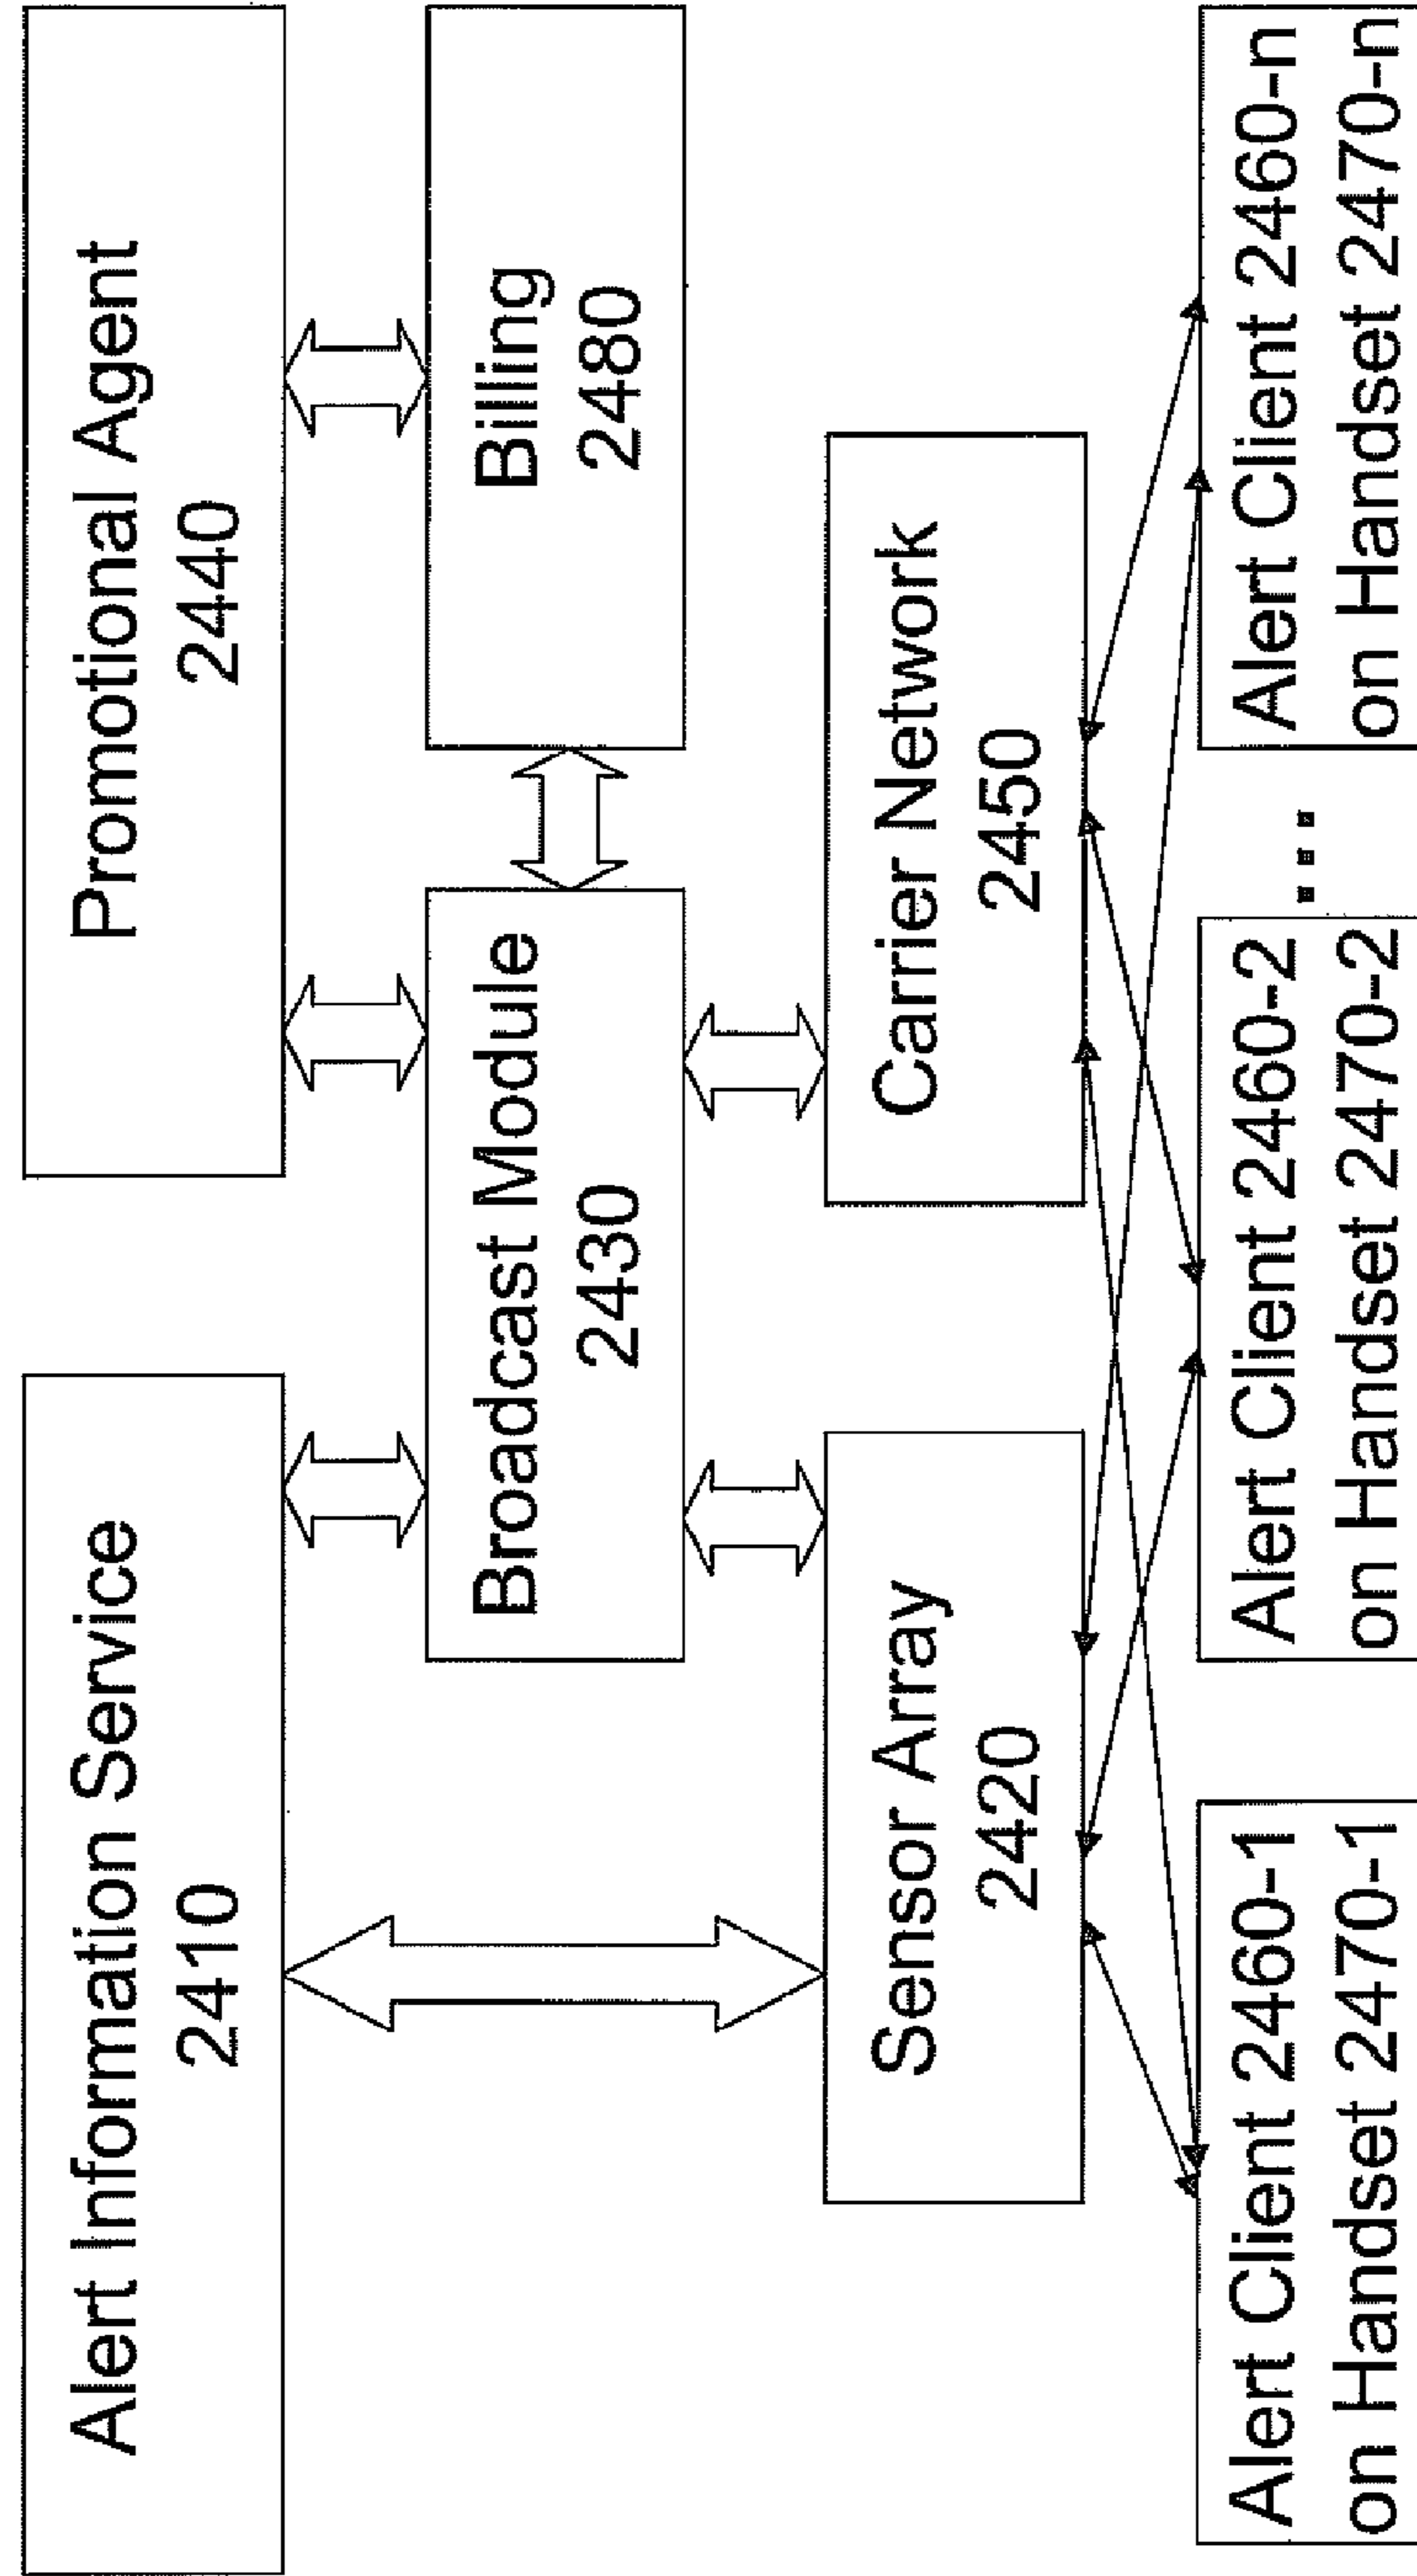 Alert Information Service
2410
Promotional Agent
2440
Broadcast Module
2430
Billing
2480
Sensor Array
2420
Carrier Network
2450
Alert Client 2460-1
on Handset 2470-1
Alert Client 2460-2
on Handset 2470-2
...
Alert Client 2460-n
on Handset 2470-n